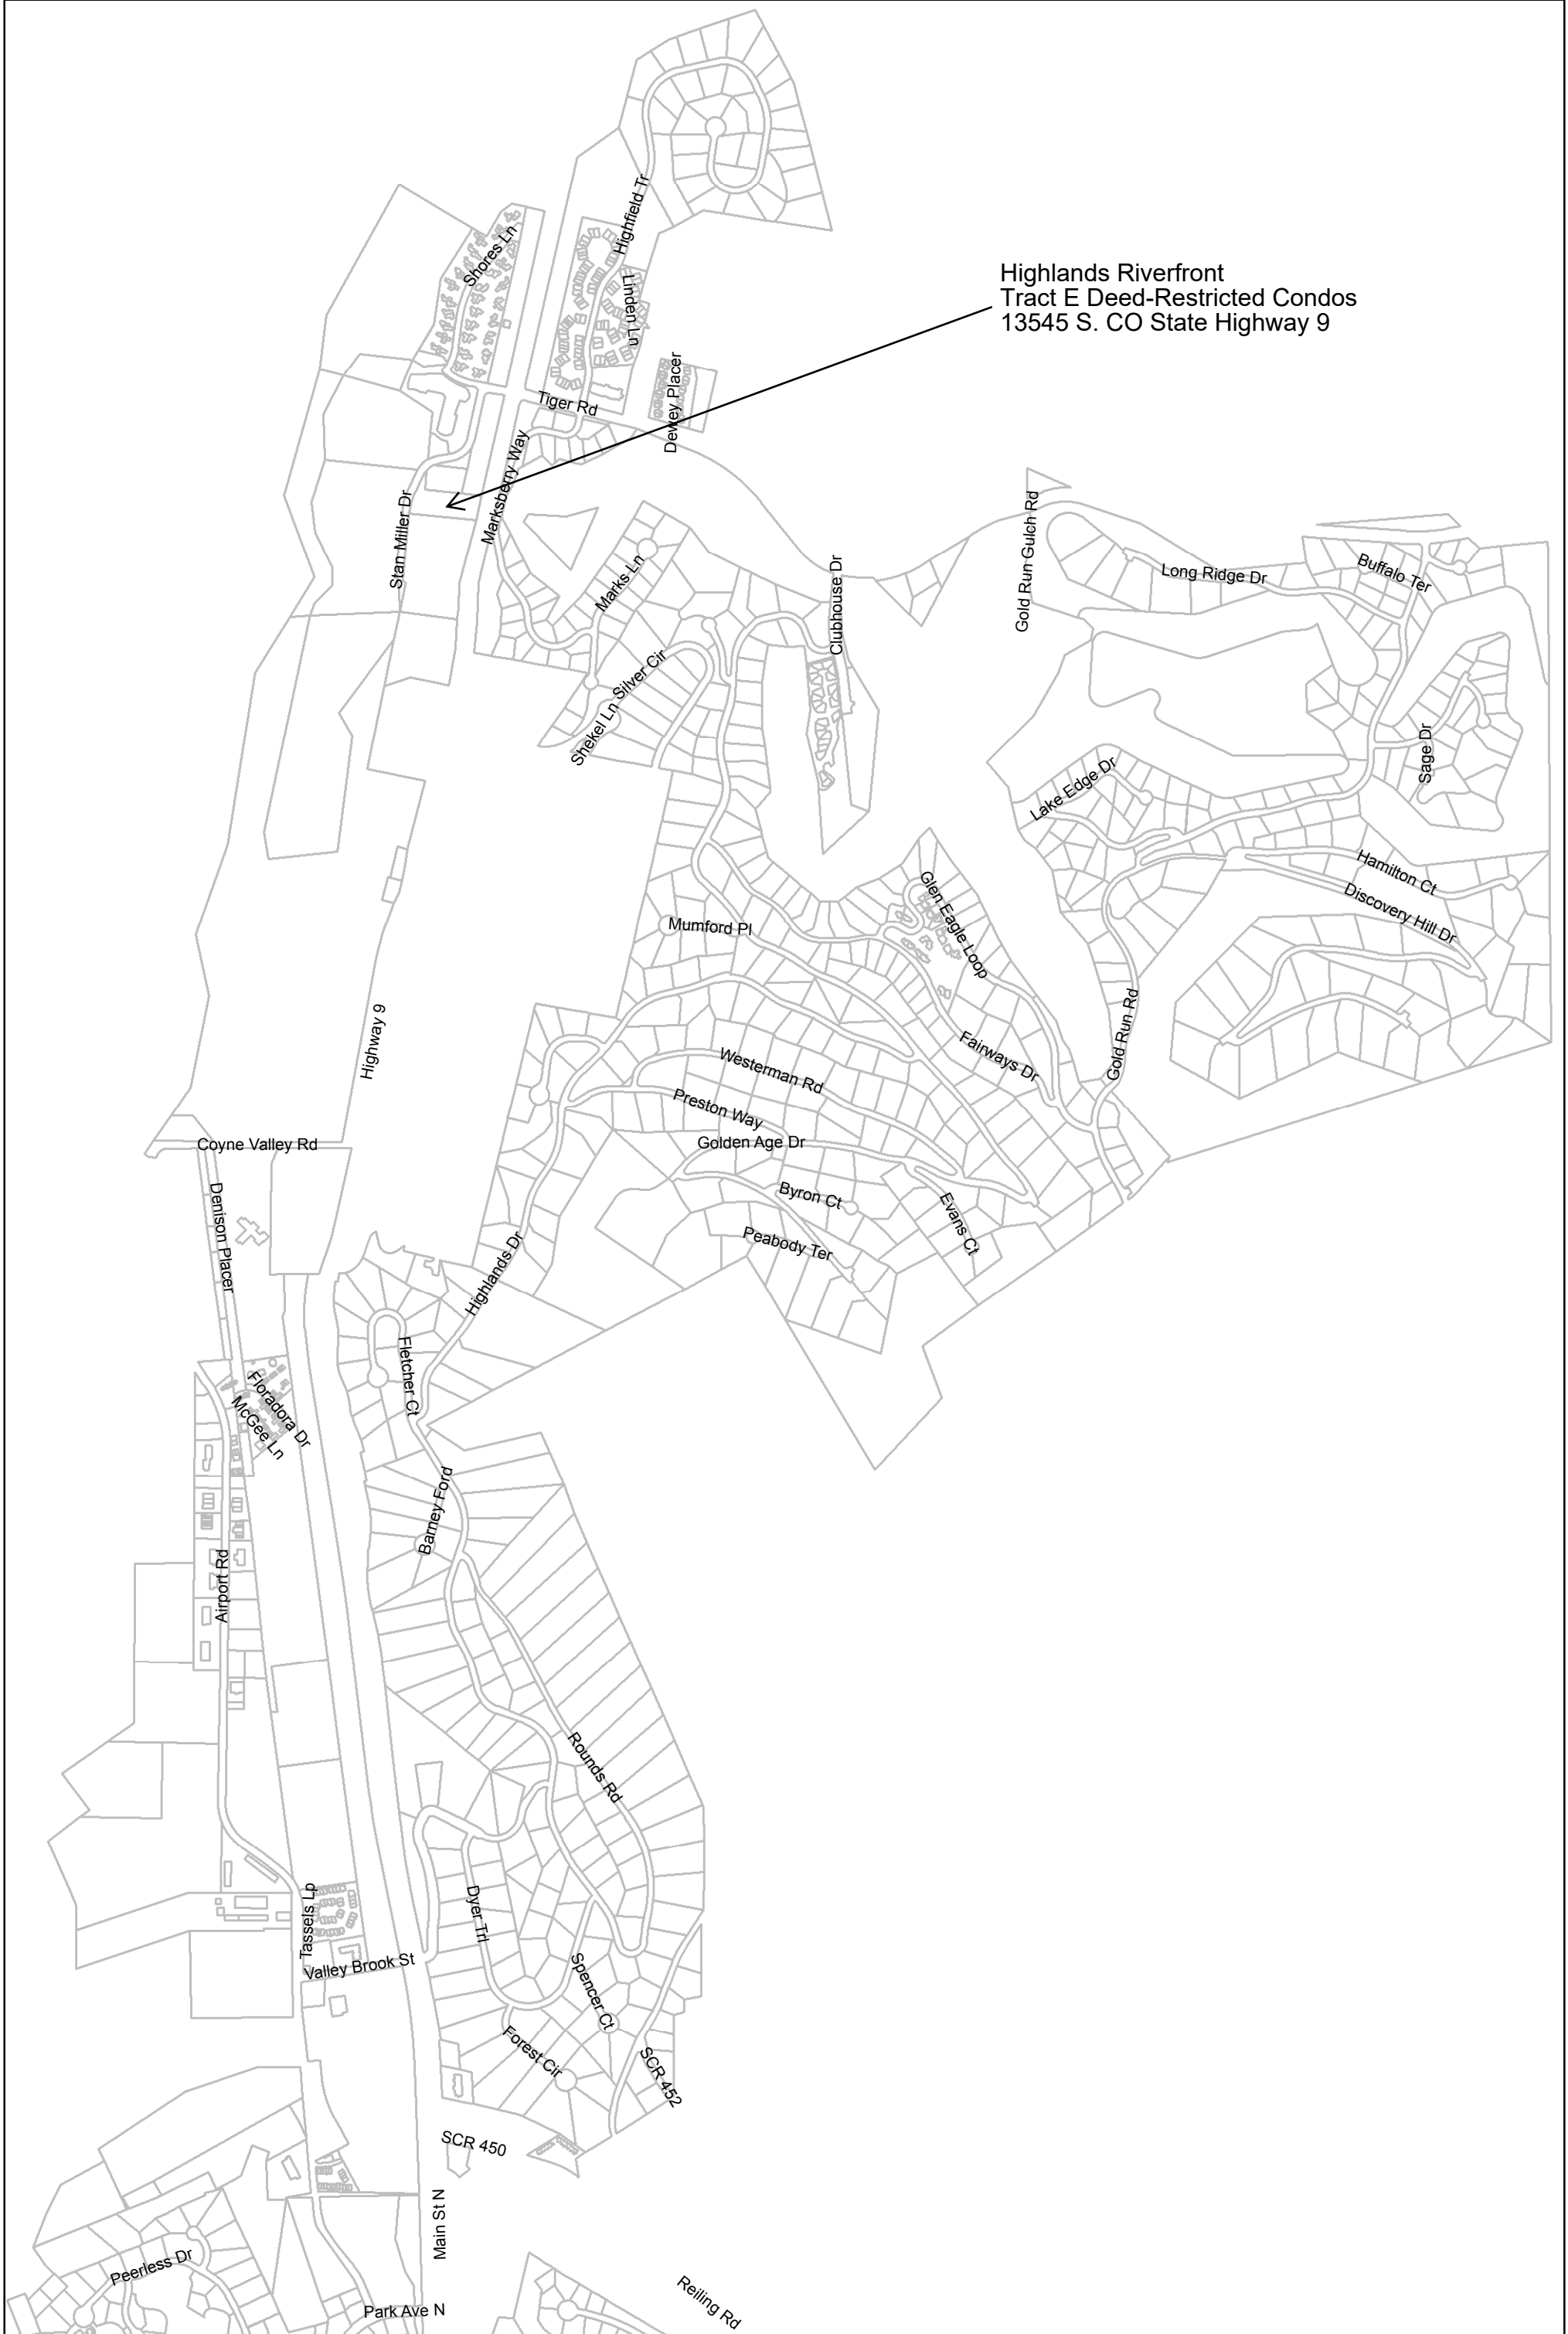 Highfield Tr
Shores Ln
Linden Ln
Highlands Riverfront
Tract E Deed-Restricted Condos
13545 S. CO State Highway 9
Tiger Rd
Dewey Placer
Marksberry Way
Stan Miller Dr
Gold Run Gulch Rd
Marks Ln
Clubhouse Dr
Long Ridge Dr
Buffalo Ter
Silver Cir
Shekel Ln
Sage Dr
Lake Edge Dr
Hamilton Ct
Discovery Hill Dr
Glen Eagle Loop
Mumford Pl
Highway 9
Gold Run Rd
Fairways Dr
Westerman Rd
Preston Way
Golden Age Dr
Coyne Valley Rd
Byron Ct
Evans Ct
Peabody Ter
Denison Placer
Highlands Dr
Fletcher Ct
Floradora Dr
McGee Ln
Barney Ford
Airport Rd
Rounds Rd
Tassels Lp
Dyer Trl
Valley Brook St
Spencer Ct
Forest Cir
SCR 452
SCR 450
Main St N
Peerless Dr
Park Ave N
Reiling Rd